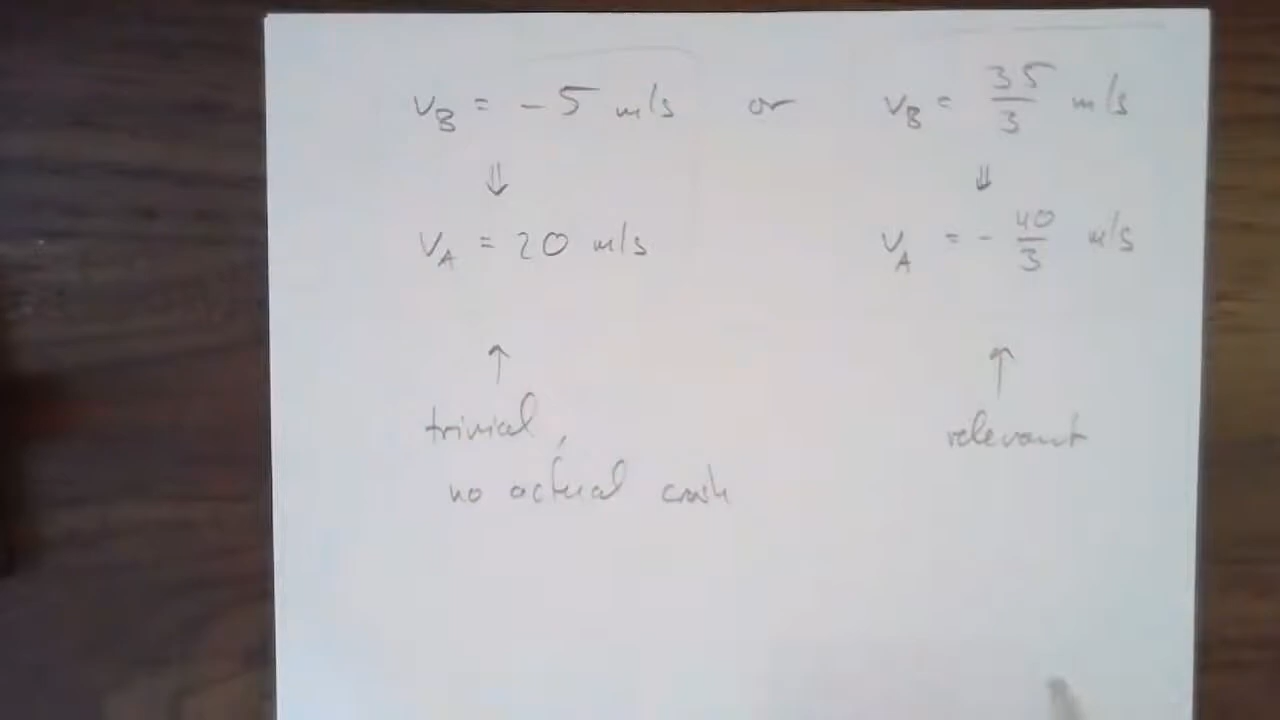 v_B = -5 m/s or v_B = 35/3 m/s
⇓ ⇓
v_A = 20 m/s v_A = - 40/3 m/s
↑ ↑
trivial, relevant
no actual crash